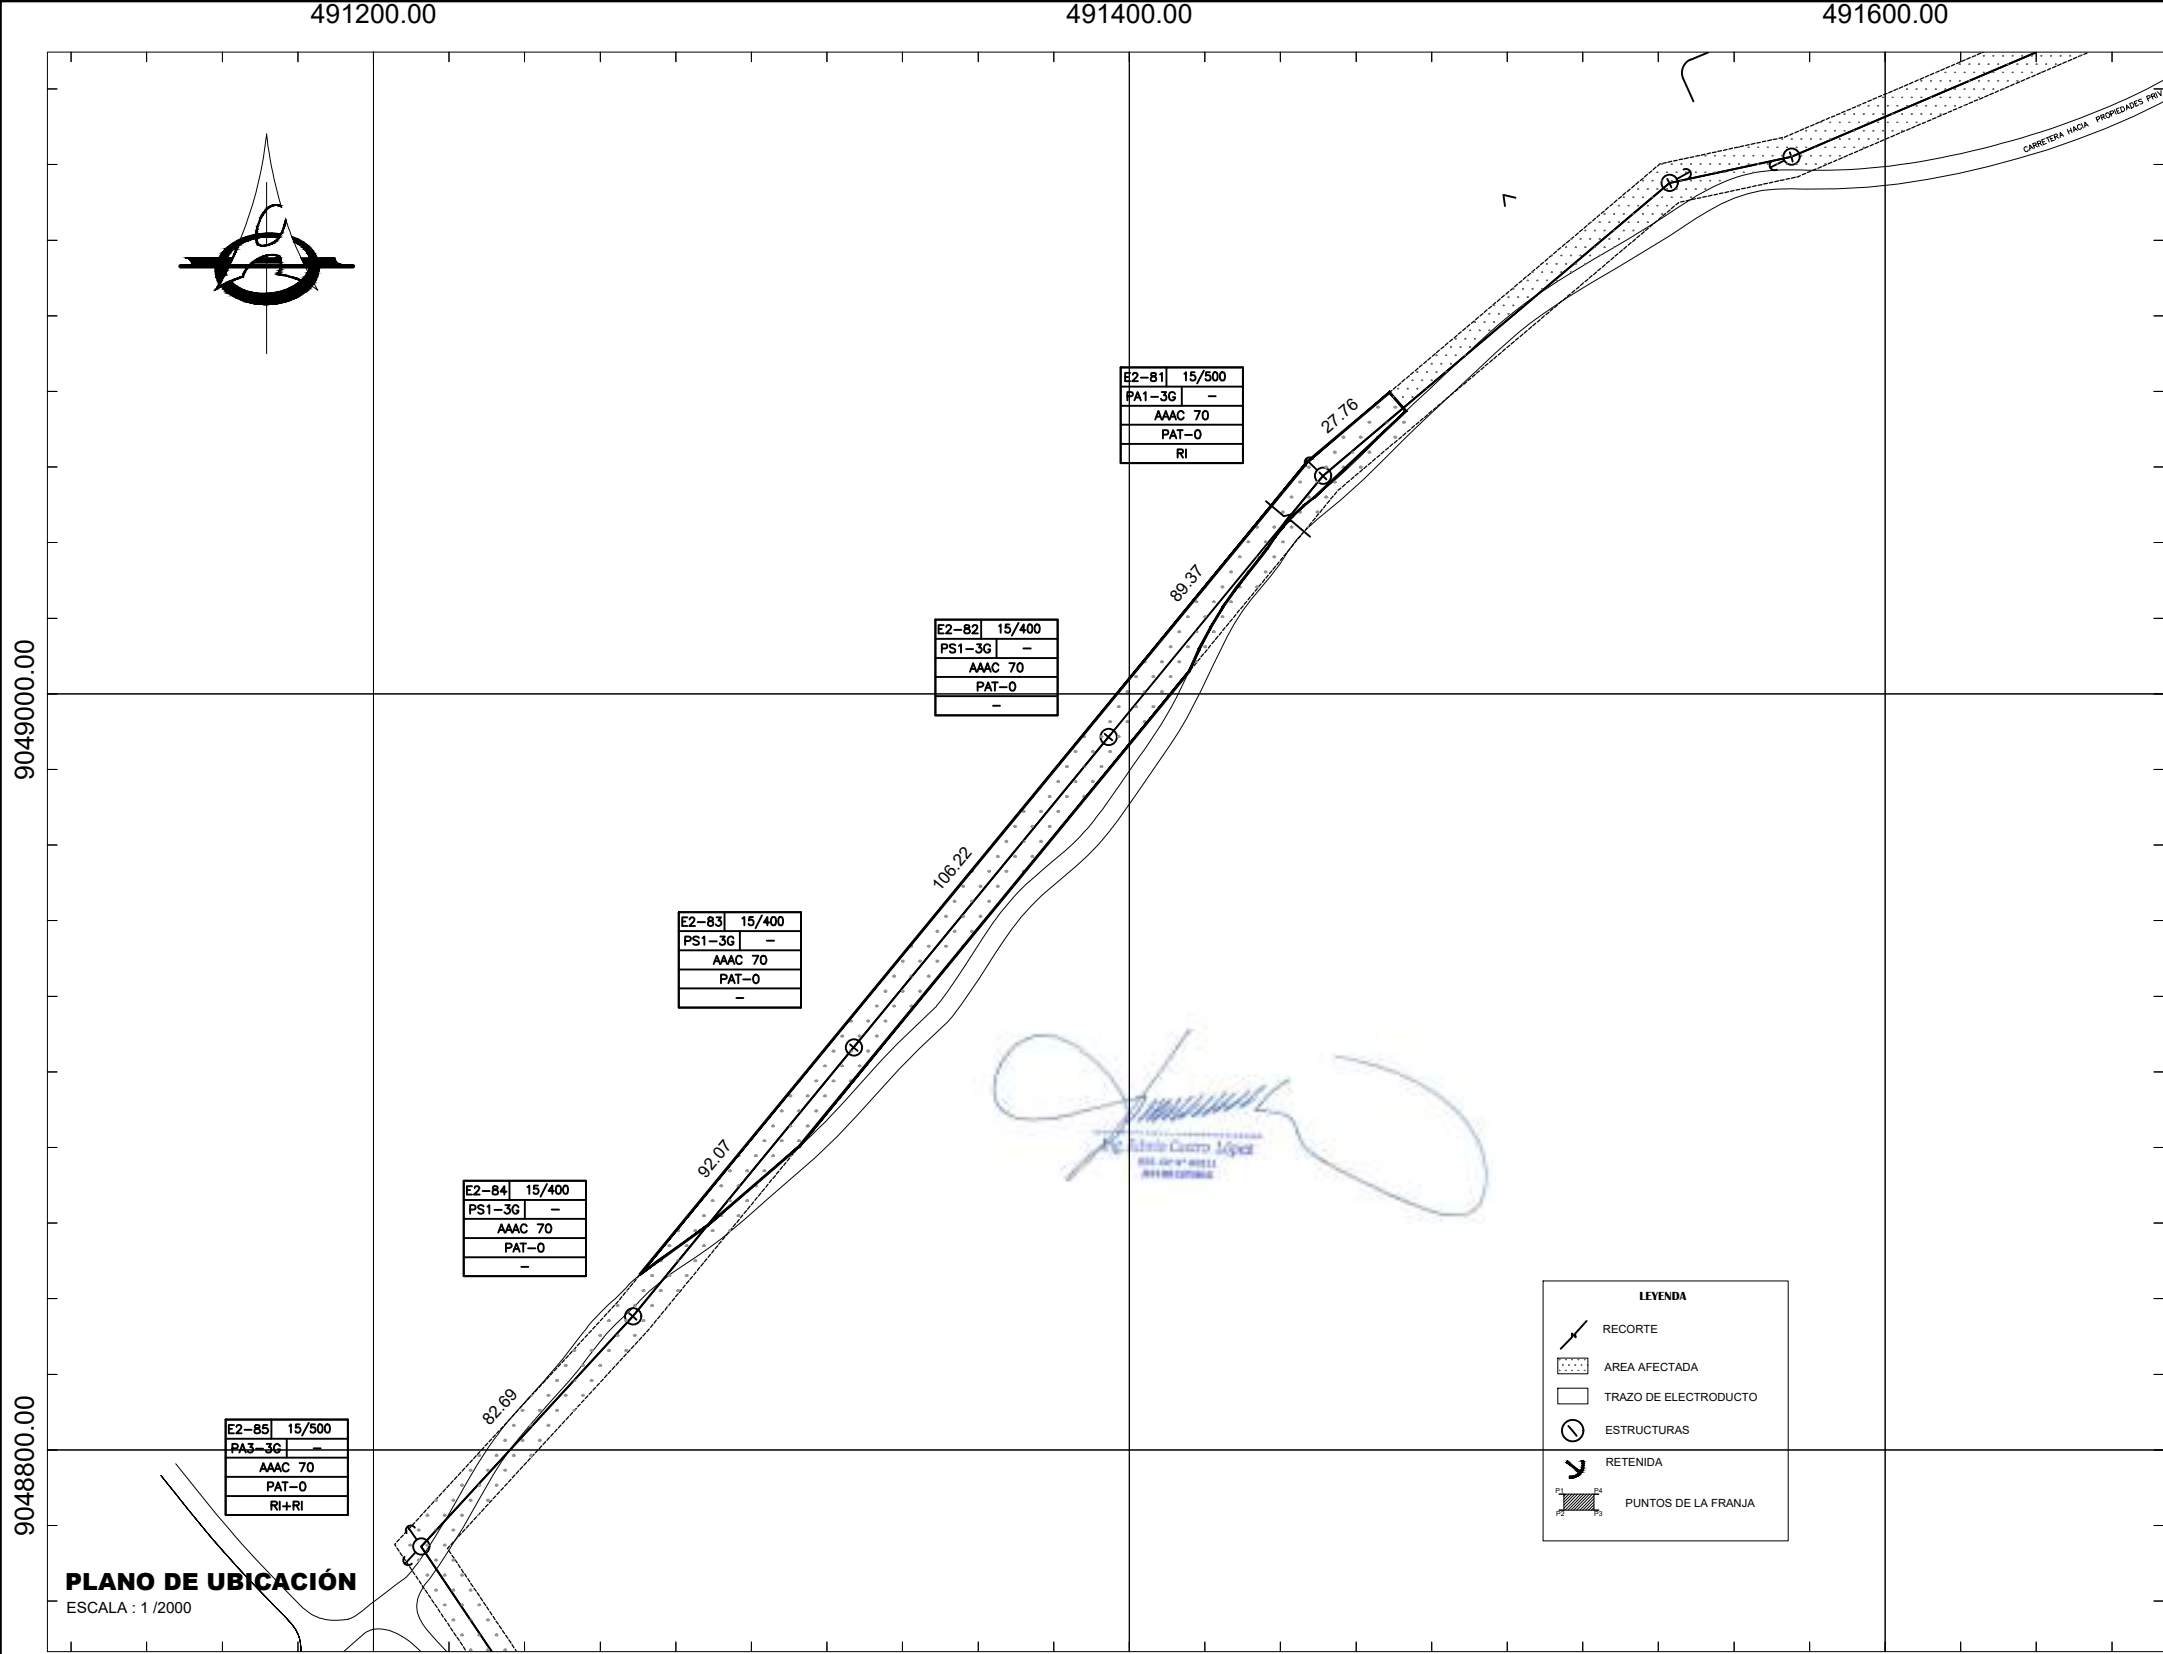 491200.00
491400.00
491600.00
CARRETERA HACIA PROPIEDADES PRIV
E2-81 15/500
PA1-3G -
AAAC 70
PAT-0
RI
27.76
89.37
E2-82 15/400
PS1-3G -
AAAC 70
PAT-0
-
9049000.00
106.22
E2-83 15/400
PS1-3G -
AAAC 70
PAT-0
-
92.07
E2-84 15/400
PS1-3G -
AAAC 70
PAT-0
-
Castro López
82.69
E2-85 15/500
PA3-3G -
AAAC 70
PAT-0
RI+RI
9048800.00
LEYENDA
RECORTE
AREA AFECTADA
TRAZO DE ELECTRODUCTO
ESTRUCTURAS
RETENIDA
P1 P4
P2 P3
PUNTOS DE LA FRANJA
PLANO DE UBICACIÓN
ESCALA : 1 /2000